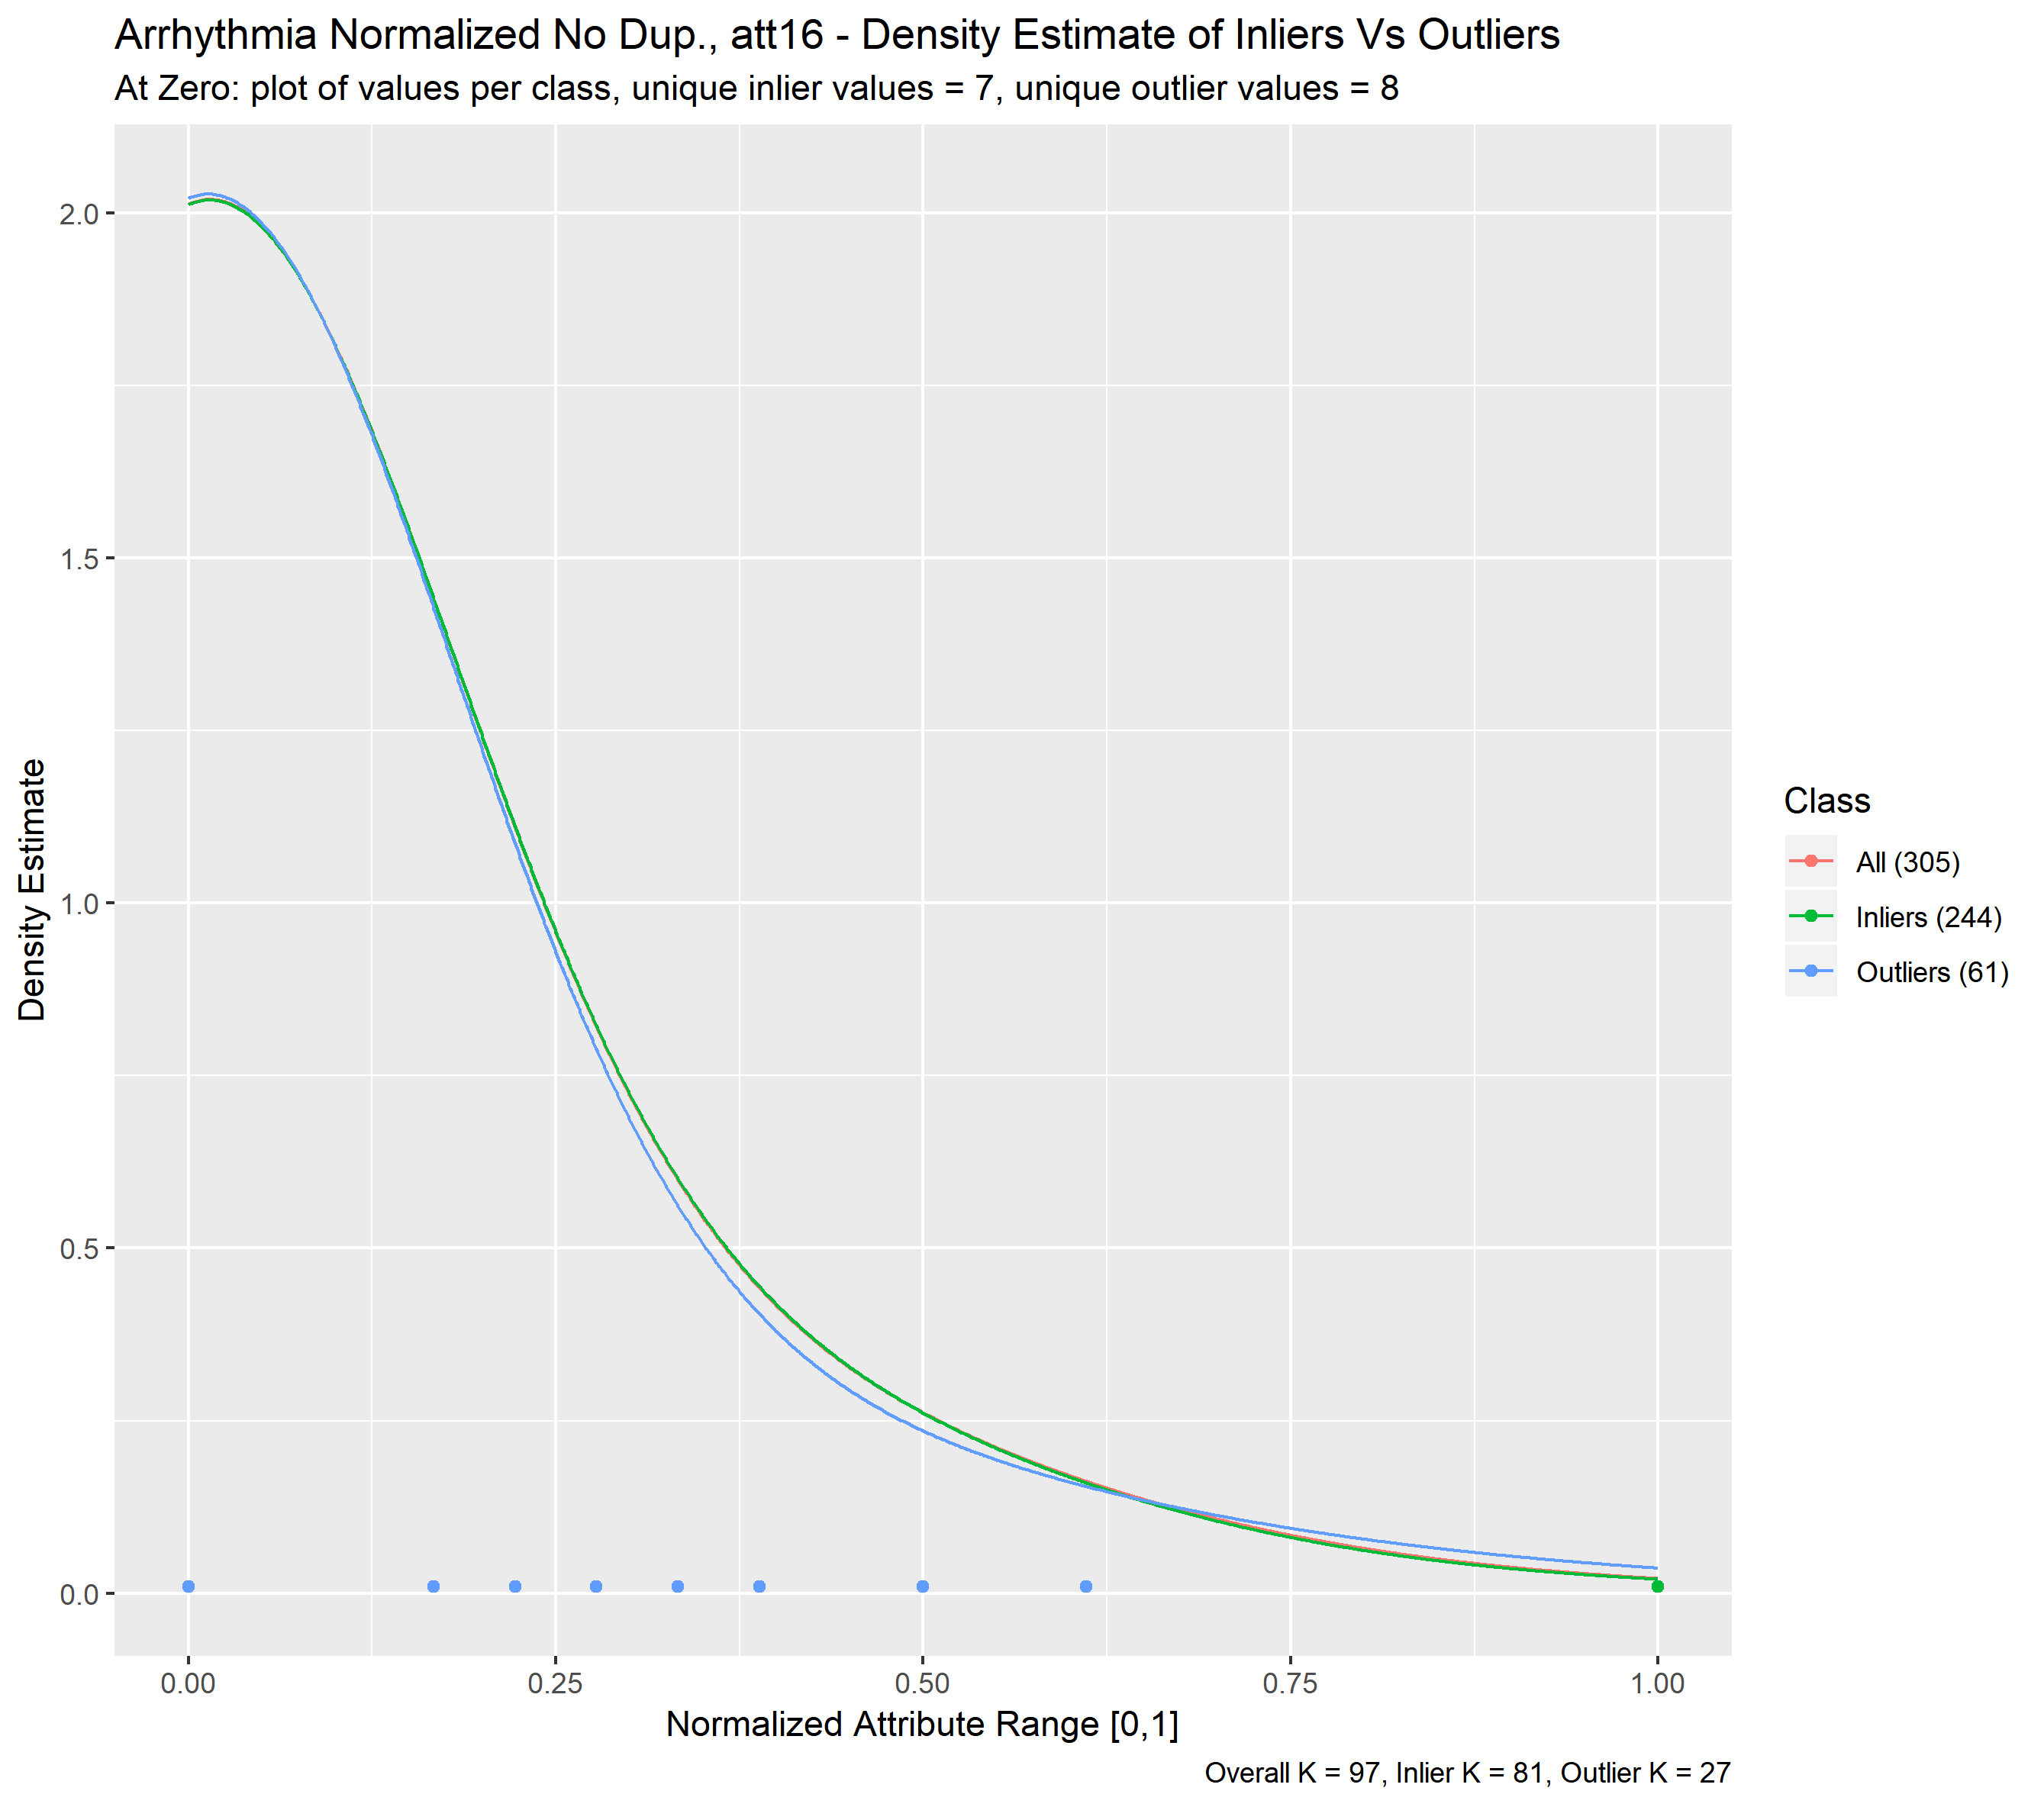 Arrhythmia Normalized No Dup., att16 - Density Estimate of Inliers Vs Outliers
At Zero: plot of values per class, unique inlier values = 7, unique outlier values = 8
Density Estimate
2.0
1.5
1.0
0.5
0.0
0.00 0.25 0.50 0.75 1.00
Normalized Attribute Range [0,1]
Class
All (305)
Inliers (244)
Outliers (61)
Overall K = 97, Inlier K = 81, Outlier K = 27